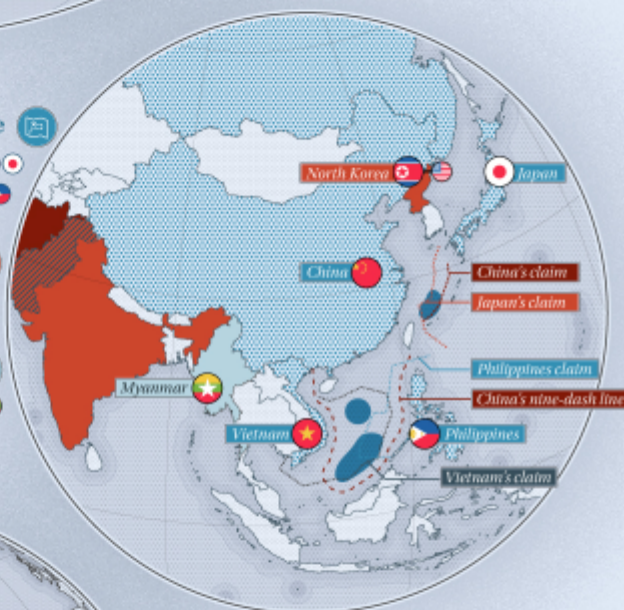 North Korea
Japan
China
China's claim
Japan's claim
Philippines claim
Myanmar
China's nine-dash line
Vietnam
Philippines
Vietnam's claim